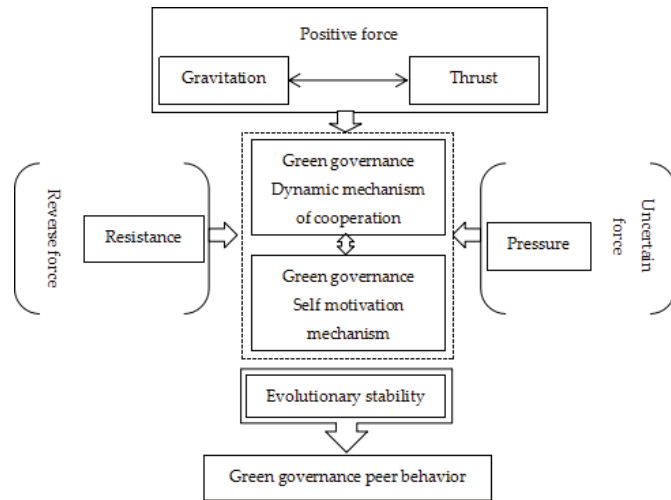 Positive force
Gravitation
Thrust
Green governance
Dynamic mechanism
of cooperation
Reverse force
Resistance
Pressure
Uncertain
force
Green governance
Self motivation
mechanism
Evolutionary stability
Green governance peer behavior